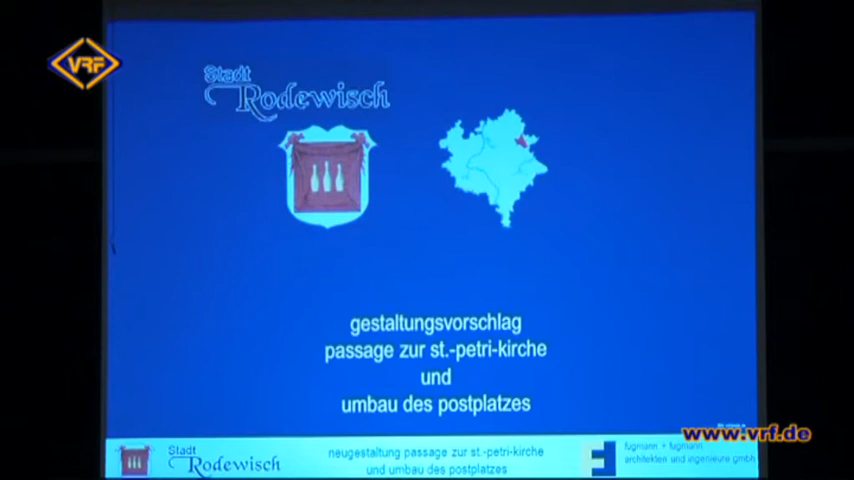 VRF
Stadt
Rodewisch
gestaltungsvorschlag
passage zur st.-petri-kirche
und
umbau des postplatzes
www.vrf.de
Stadt
Rodewisch
neugestaltung passage zur st.-petri-kirche
und umbau des postplatzes
fugmann + fugmann
architekten und ingenieure gmbh